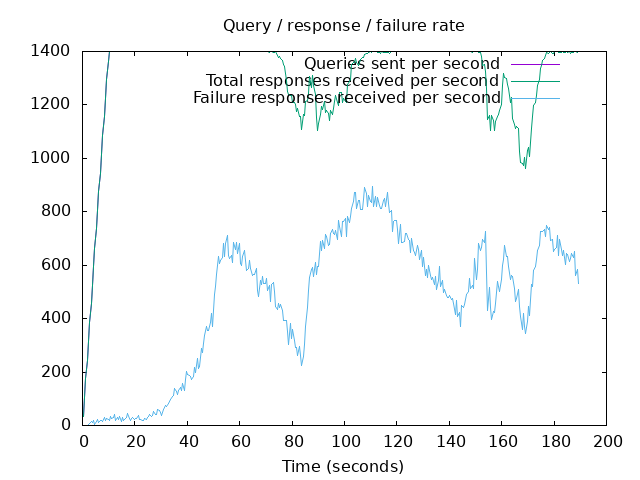 Query / response / failure rate
1400
1200
1000
800
600
400
200
0
Queries sent per second
Total responses received per second
Failure responses received per second
0 20 40 60 80 100 120 140 160 180 200
Time (seconds)